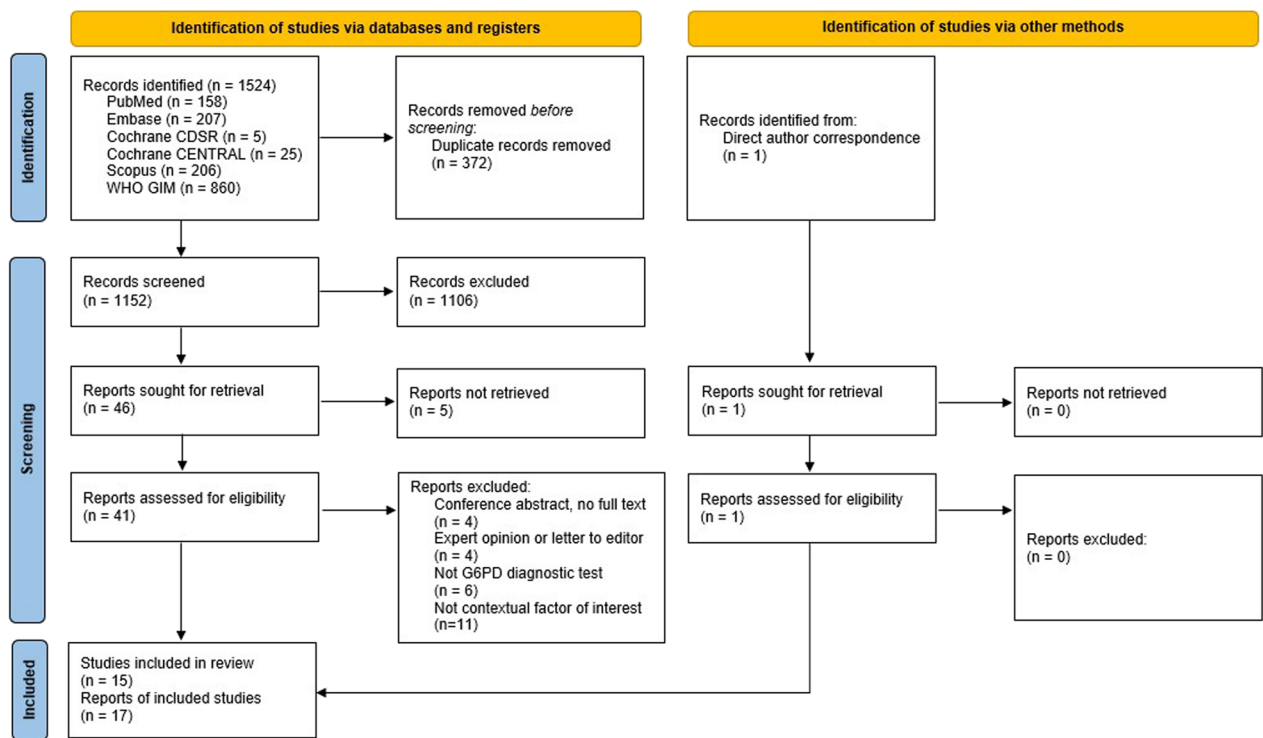 Identification of studies via databases and registers
Identification of studies via other methods
Identification
Records identified (n = 1524)
PubMed (n = 158)
Embase (n = 207)
Cochrane CDSR (n = 5)
Cochrane CENTRAL (n = 25)
Scopus (n = 206)
WHO GIM (n = 860)
Records removed before
screening:
Duplicate records removed
(n = 372)
Records identified from:
Direct author correspondence
(n = 1)
Screening
Records screened
(n = 1152)
Records excluded
(n = 1106)
Reports sought for retrieval
(n = 46)
Reports not retrieved
(n = 5)
Reports sought for retrieval
(n = 1)
Reports not retrieved
(n = 0)
Reports assessed for eligibility
(n = 41)
Reports excluded:
Conference abstract, no full text
(n = 4)
Expert opinion or letter to editor
(n = 4)
Not G6PD diagnostic test
(n = 6)
Not contextual factor of interest
(n=11)
Reports assessed for eligibility
(n = 1)
Reports excluded:
(n = 0)
Included
Studies included in review
(n = 15)
Reports of included studies
(n = 17)